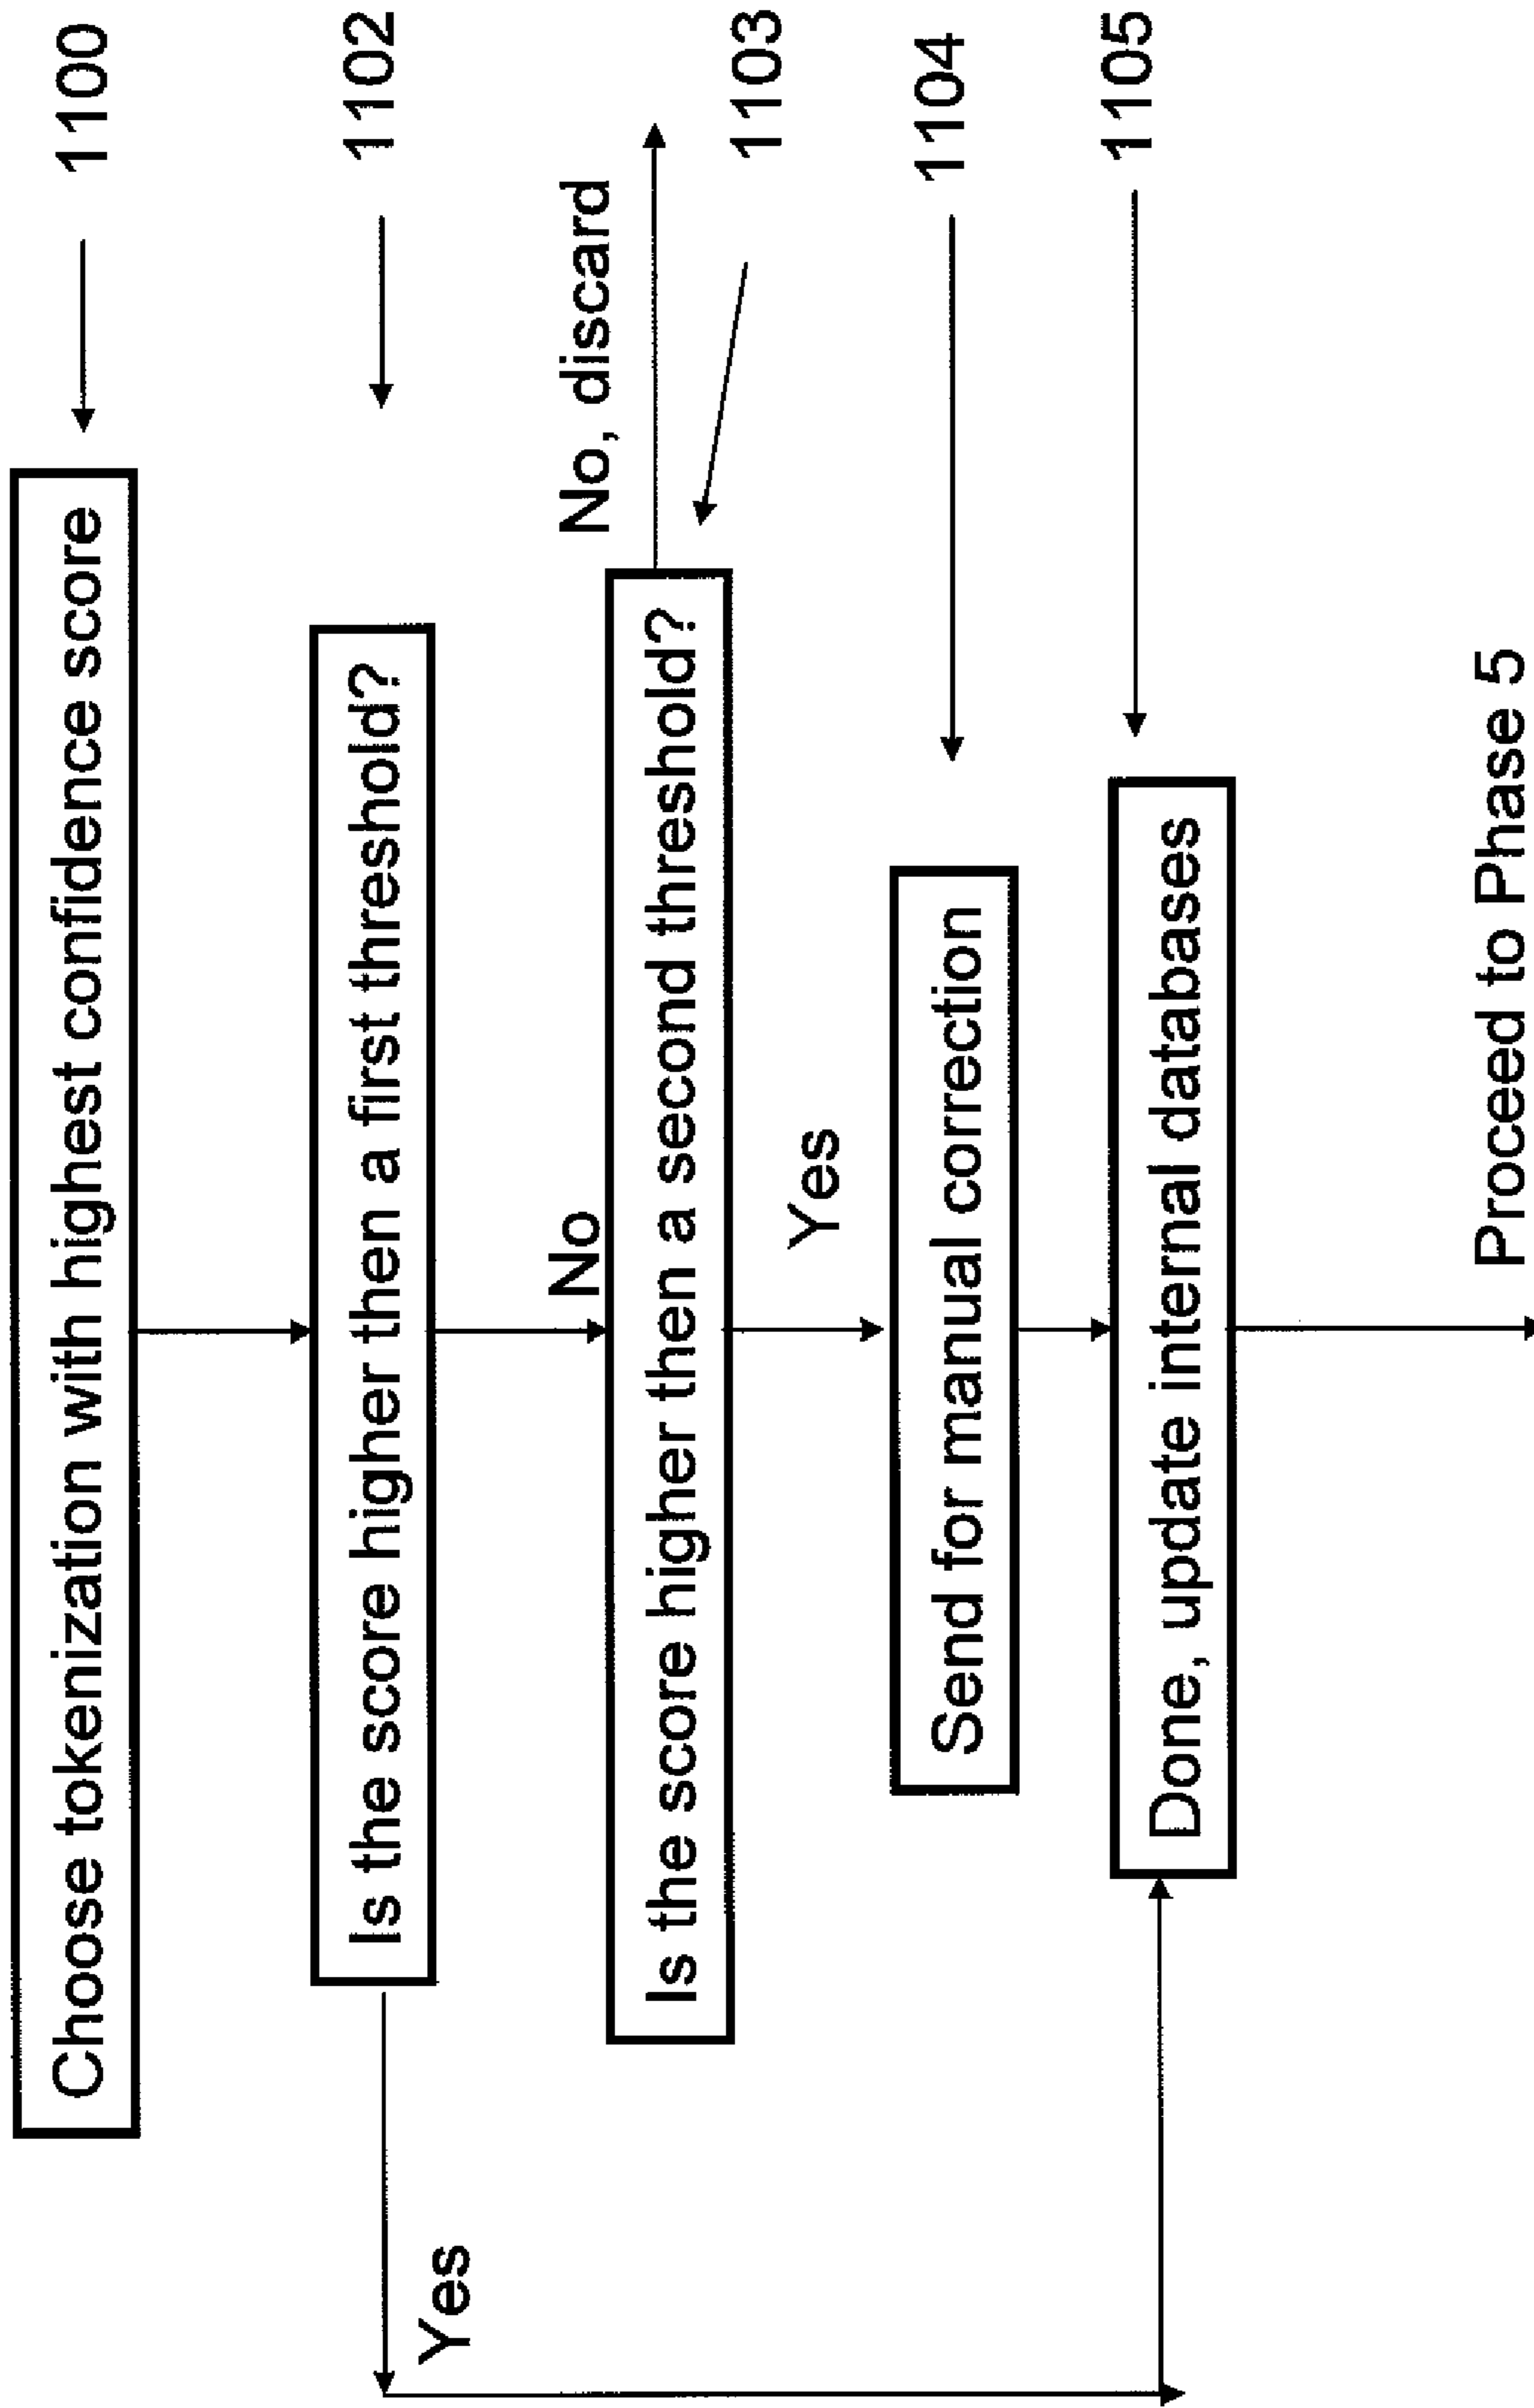 Choose tokenization with highest confidence score
1100
Is the score higher then a first threshold?
1102
Yes
No
No, discard
Is the score higher then a second threshold?
1103
Yes
Send for manual correction
1104
Done, update internal databases
1105
Proceed to Phase 5